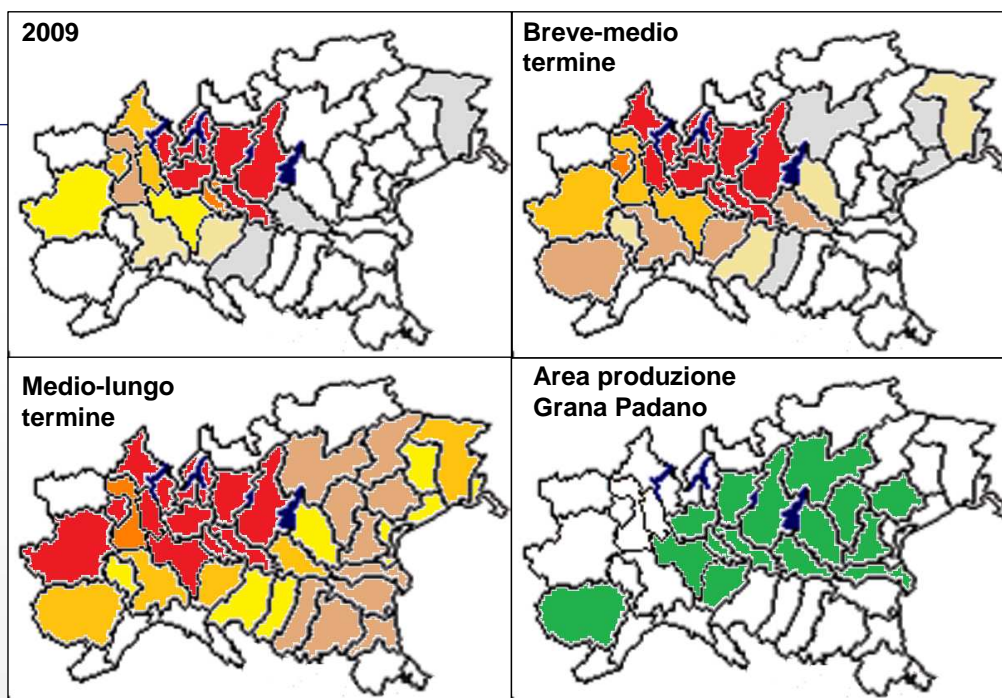 2009
Breve-medio
termine
Medio-lungo
termine
Area produzione
Grana Padano